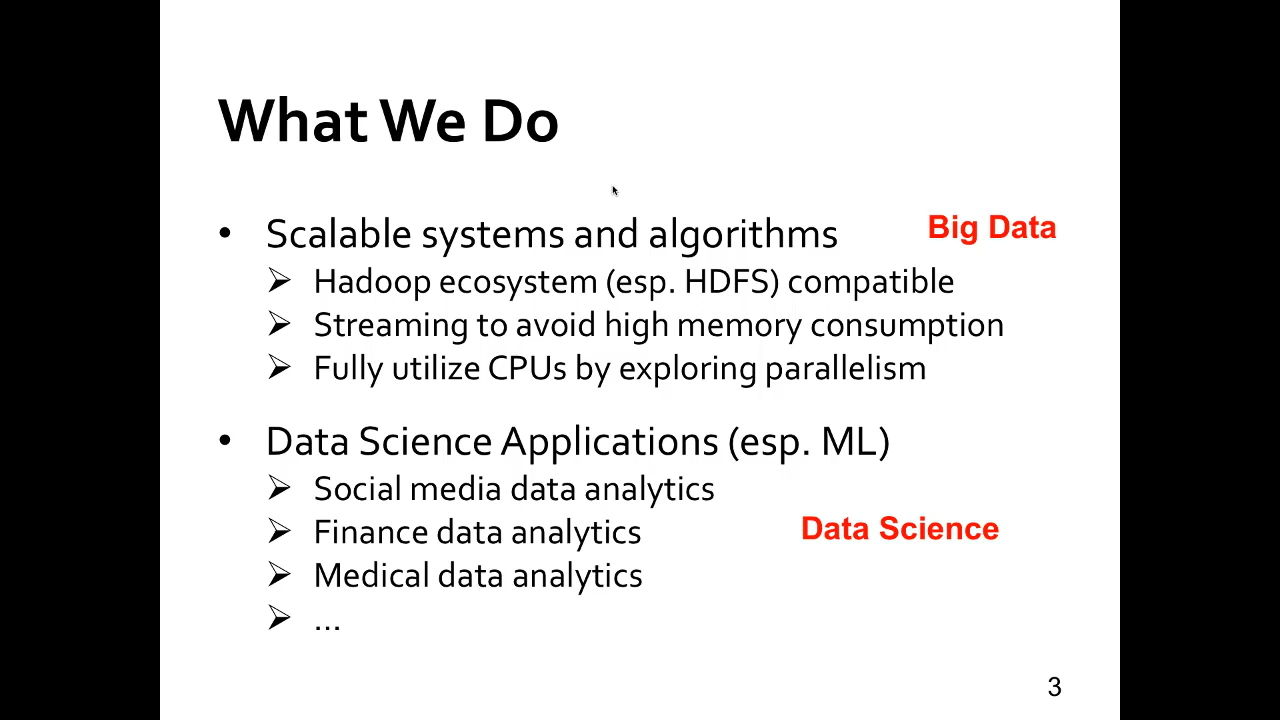 What We Do
• Scalable systems and algorithms
Big Data
➢ Hadoop ecosystem (esp. HDFS) compatible
➢ Streaming to avoid high memory consumption
➢ Fully utilize CPUs by exploring parallelism
• Data Science Applications (esp. ML)
➢ Social media data analytics
➢ Finance data analytics
Data Science
➢ Medical data analytics
➢ ...
3